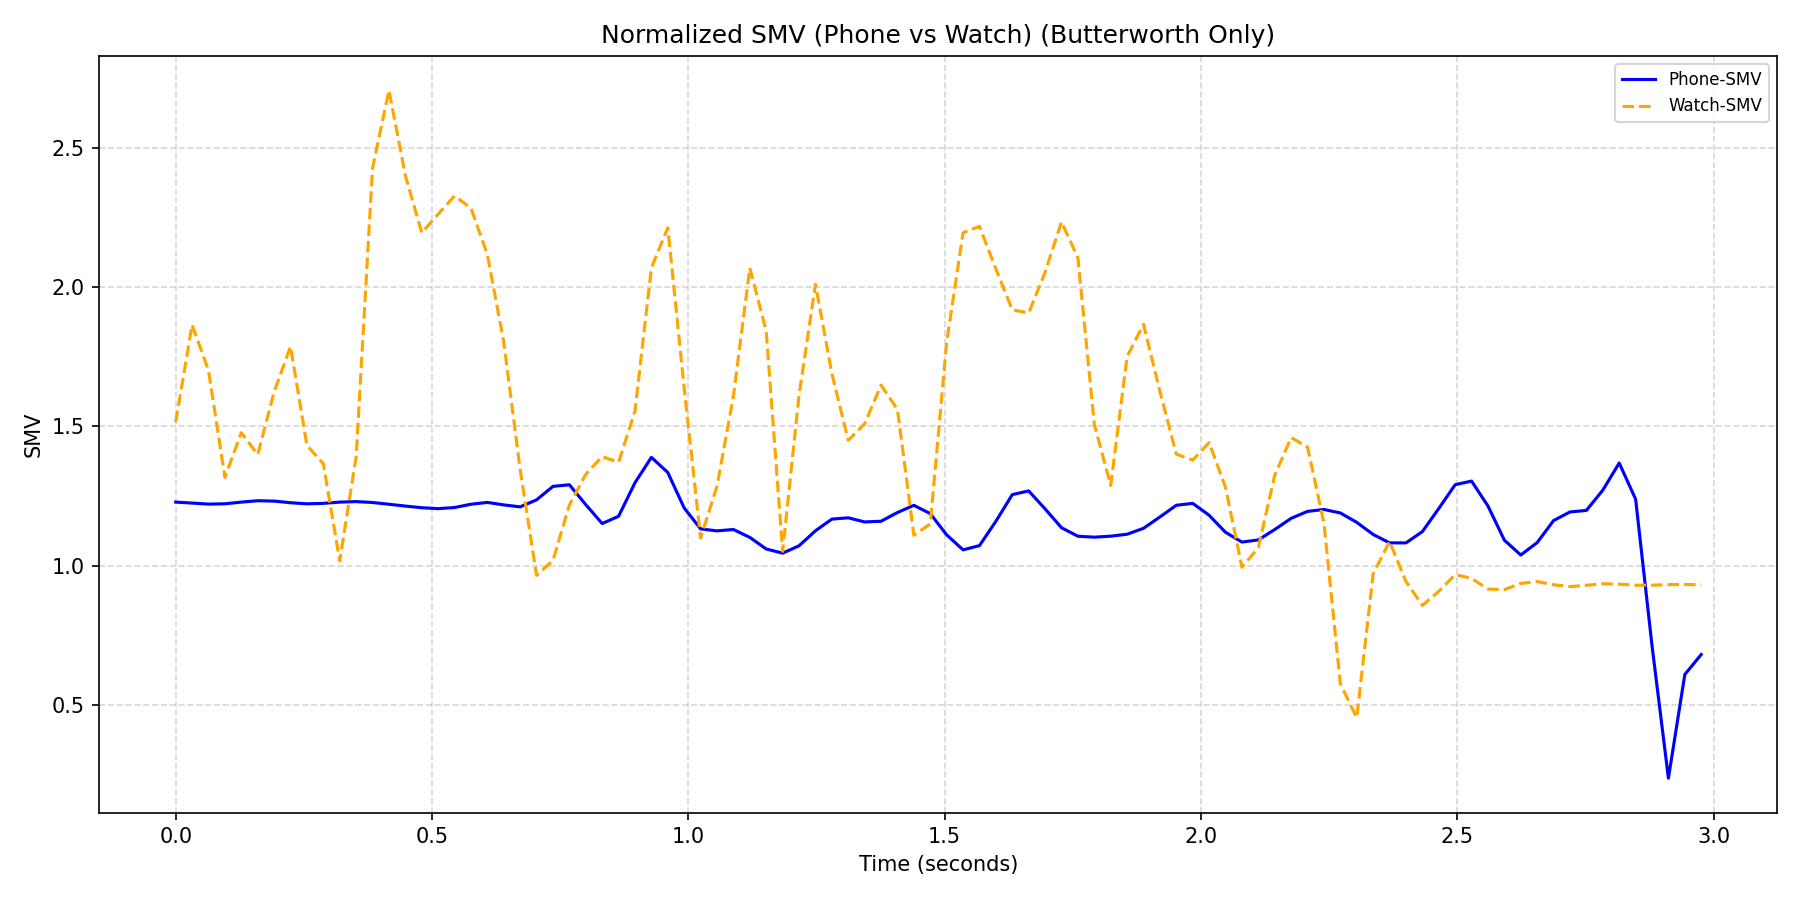 Normalized SMV (Phone vs Watch) (Butterworth Only)
Phone-SMV
Watch-SMV
SMV
2.5
2.0
1.5
1.0
0.5
0.0 0.5 1.0 1.5 2.0 2.5 3.0
Time (seconds)